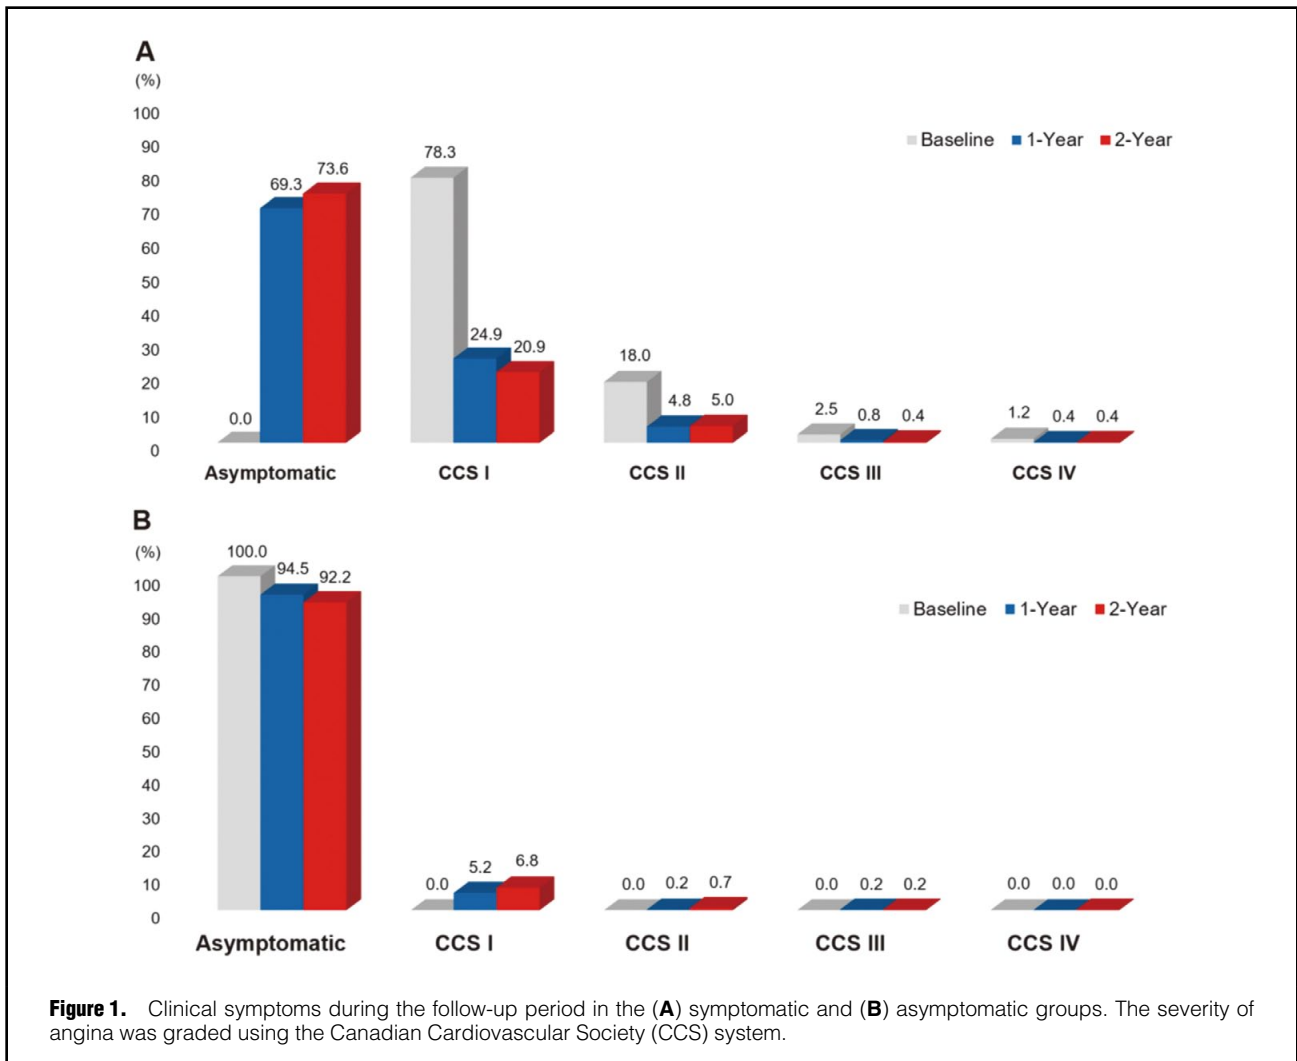 A
(%)
100
90
80
70
60
50
40
30
20
10
0
Baseline 1-Year 2-Year
0.0 69.3 73.6
78.3 24.9 20.9
18.0 4.8 5.0
2.5 0.8 0.4
1.2 0.4 0.4
Asymptomatic CCS I CCS II CCS III CCS IV
B
(%)
100
90
80
70
60
50
40
30
20
10
0
Baseline 1-Year 2-Year
100.0 94.5 92.2
0.0 5.2 6.8
0.0 0.2 0.7
0.0 0.2 0.2
0.0 0.0 0.0
Asymptomatic CCS I CCS II CCS III CCS IV
Figure 1. Clinical symptoms during the follow-up period in the (A) symptomatic and (B) asymptomatic groups. The severity of
angina was graded using the Canadian Cardiovascular Society (CCS) system.